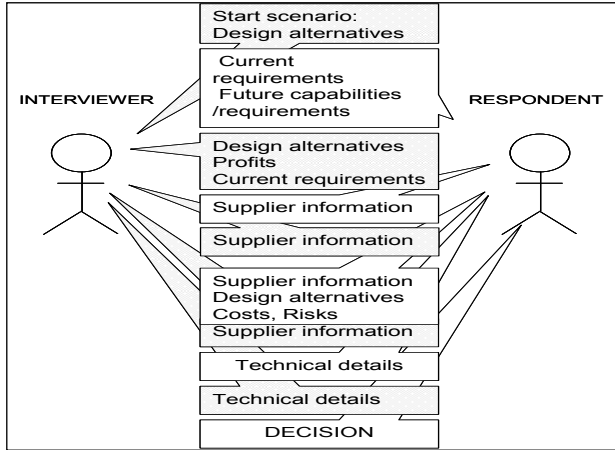 Start scenario:
Design alternatives
Current
requirements
Future capabilities
/requirements
INTERVIEWER
RESPONDENT
Design alternatives
Profits
Current requirements
Supplier information
Supplier information
Supplier information
Design alternatives
Costs, Risks
Supplier information
Technical details
Technical details
DECISION